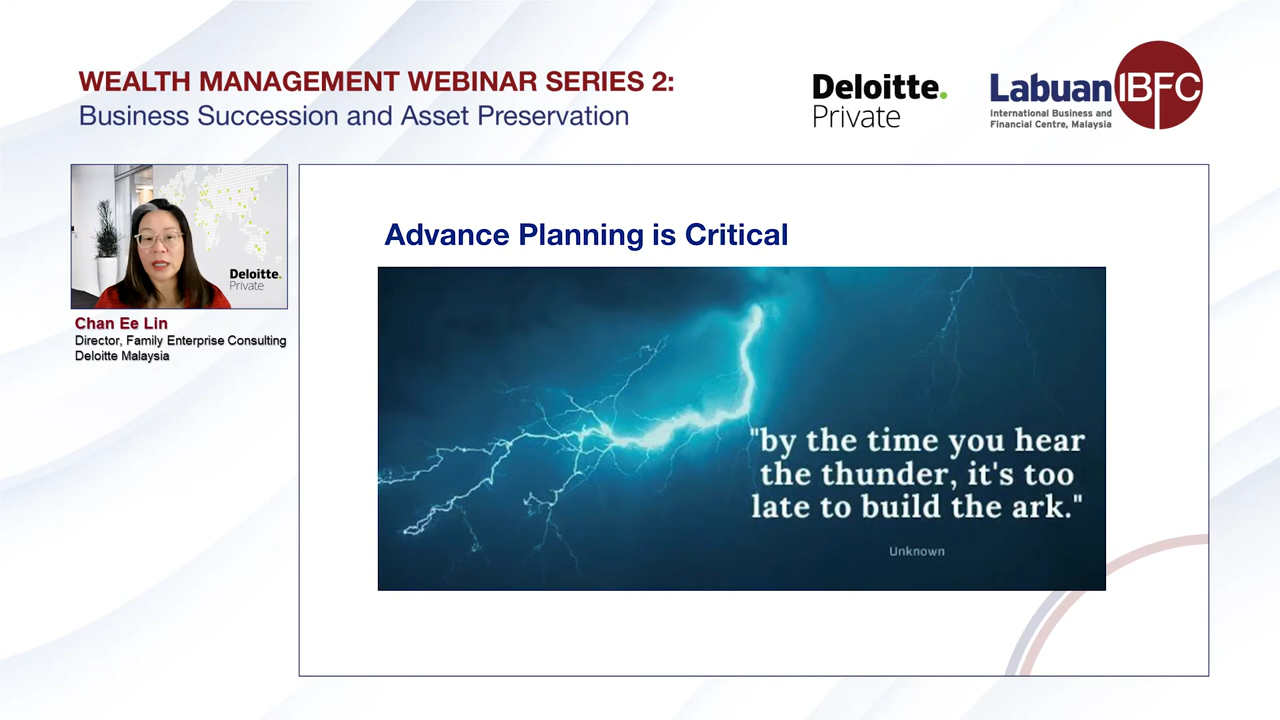 WEALTH MANAGEMENT WEBINAR SERIES 2:
Business Succession and Asset Preservation
Deloitte.
Private
Labuan IBFC
International Business and
Financial Centre, Malaysia
Deloitte.
Private
Chan Ee Lin
Director, Family Enterprise Consulting
Deloitte Malaysia
Advance Planning is Critical
"by the time you hear
the thunder, it's too
late to build the ark."
Unknown